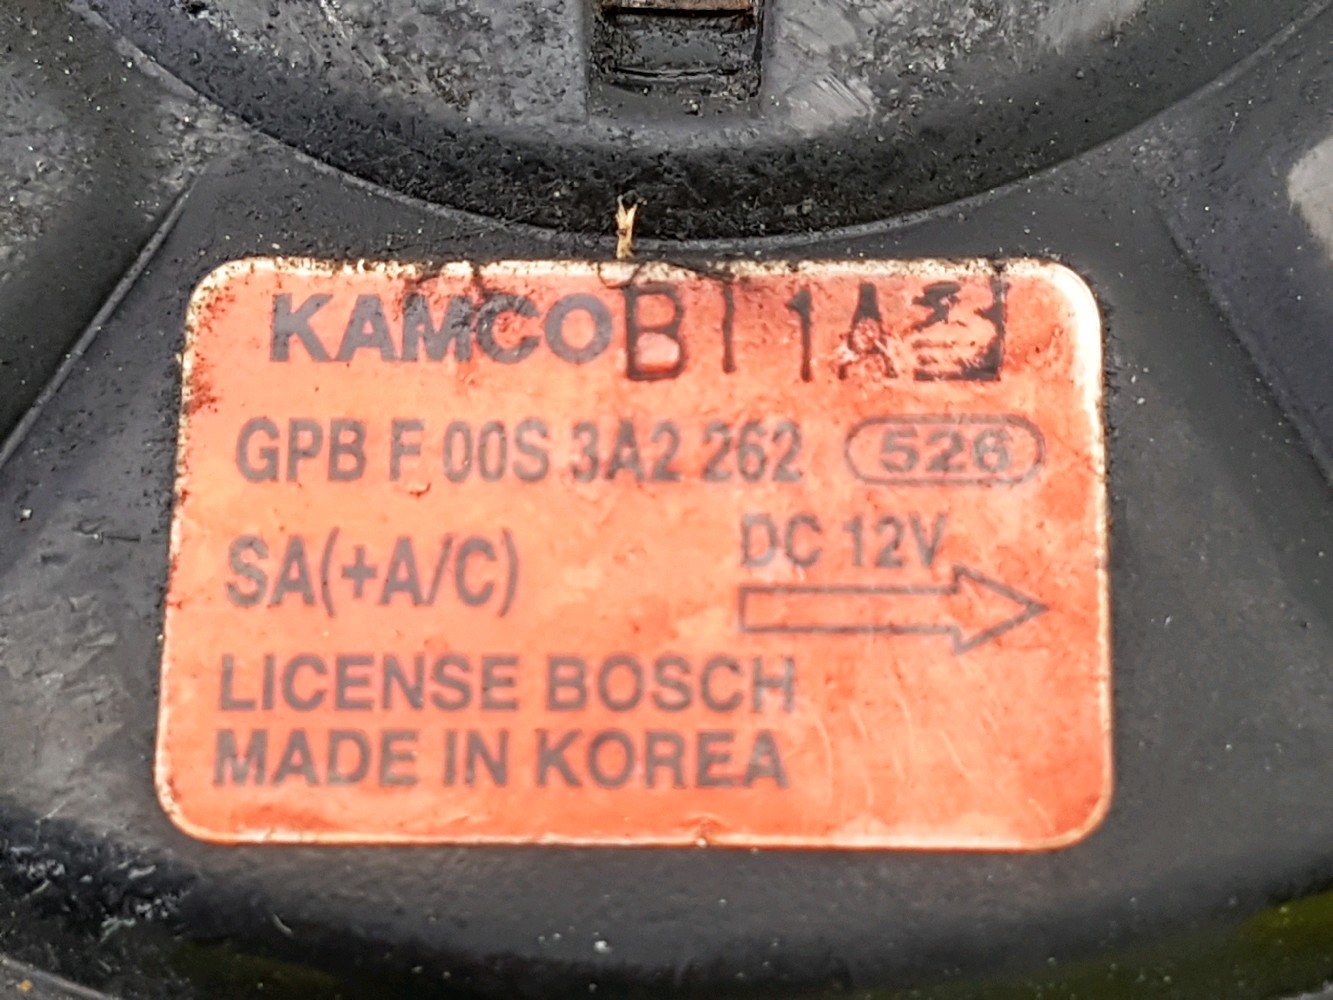 KAMCO B11A
GPB F 00S 3A2 262 526
SA(+A/C) DC 12V
LICENSE BOSCH
MADE IN KOREA